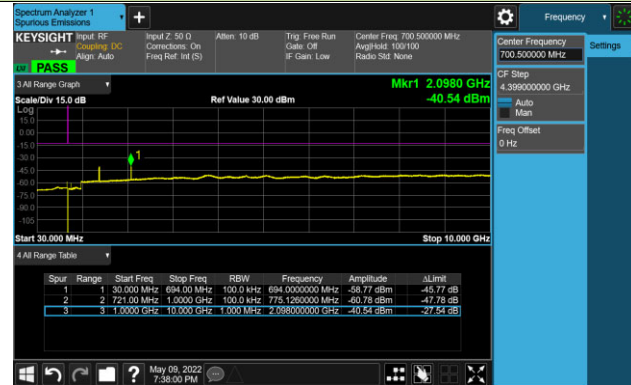 Spectrum Analyzer 1
Spurious Emissions
Frequency
KEYSIGHT
Input: RF
Coupling: DC
Align: Auto
Input Z: 50 Ω
Corrections: On
Freq Ref: Int (S)
Atten: 10 dB
Trig: Free Run
Gate: Off
IF Gain: Low
Center Freq: 700.500000 MHz
Avg|Hold: 100/100
Radio Std: None
PASS
Center Frequency
700.500000 MHz
Settings
CF Step
4.399000000 GHz
Auto
Man
Freq Offset
0 Hz
3 All Range Graph
Mkr1 2.0980 GHz
Scale/Div 15.0 dB
Ref Value 30.00 dBm
-40.54 dBm
Log
15.0
0.00
-15.0
-30.0
-45.0
-60.0
-75.0
-90.0
-105
1
Start 30.000 MHz
Stop 10.000 GHz
4 All Range Table
Spur Range Start Freq Stop Freq RBW Frequency Amplitude ΔLimit
1 1 30.000 MHz 694.00 MHz 100.0 kHz 694.0000000 MHz -58.77 dBm -45.77 dB
2 2 721.00 MHz 1.0000 GHz 100.0 kHz 775.1260000 MHz -60.78 dBm -47.78 dB
3 3 1.0000 GHz 10.000 GHz 1.000 MHz 2.098000000 GHz -40.54 dBm -27.54 dB
?
May 09, 2022
7:38:00 PM